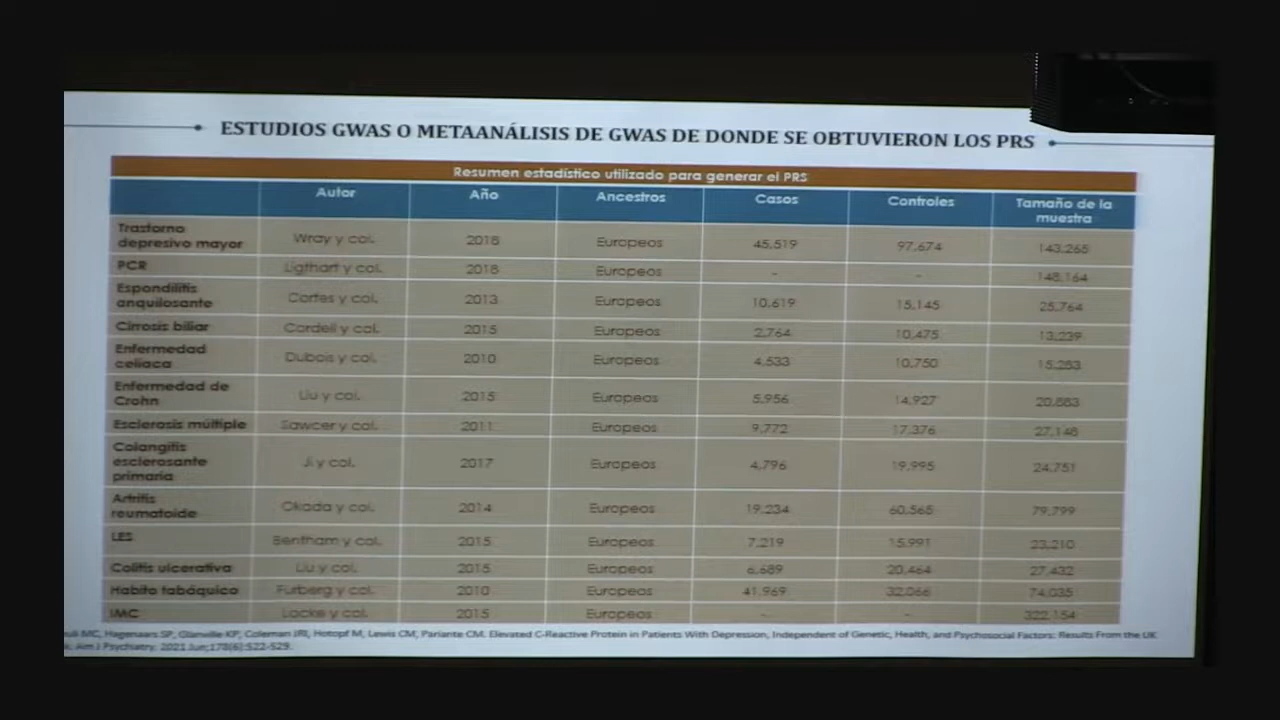 ESTUDIOS GWAS O METAANÁLISIS DE GWAS DE DONDE SE OBTUVIERON LOS PRS
Resumen estadístico utilizado para generar el PRS
Autor Año Ancestros Casos Controles Tamaño de la muestra
Trastorno depresivo mayor Wray y col. 2018 Europeos 45,519 97,674 143,265
PCR Ligthart y col. 2018 Europeos - - 148,164
Espondilitis anquilosante Cortes y col. 2013 Europeos 10,619 15,145 25,764
Cirrosis biliar Cordell y col. 2015 Europeos 2,764 10,475 13,239
Enfermedad celíaca Dubois y col. 2010 Europeos 4,533 10,750 15,283
Enfermedad de Crohn Liu y col. 2015 Europeos 5,956 14,927 20,883
Esclerosis múltiple Sawcer y col. 2011 Europeos 9,772 17,376 27,148
Colangitis esclerosante primaria Ji y col. 2017 Europeos 4,796 19,995 24,751
Artritis reumatoide Okada y col. 2014 Europeos 19,234 60,565 79,799
LES Bentham y col. 2015 Europeos 7,219 15,991 23,210
Colitis ulcerativa Liu y col. 2015 Europeos 6,689 20,464 27,432
Habito tabáquico Furberg y col. 2010 Europeos 41,969 32,066 74,035
IMC Locke y col. 2015 Europeos - - 322,154
MC, Hagenaars SP, Glanville KP, Coleman JRI, Hotopf M, Lewis CM, Pariante CM. Elevated C-Reactive Protein in Patients With Depression, Independent of Genetic, Health, and Psychosocial Factors: Results From the UK
Am J Psychiatry. 2021 Jun;178(6):522-529.